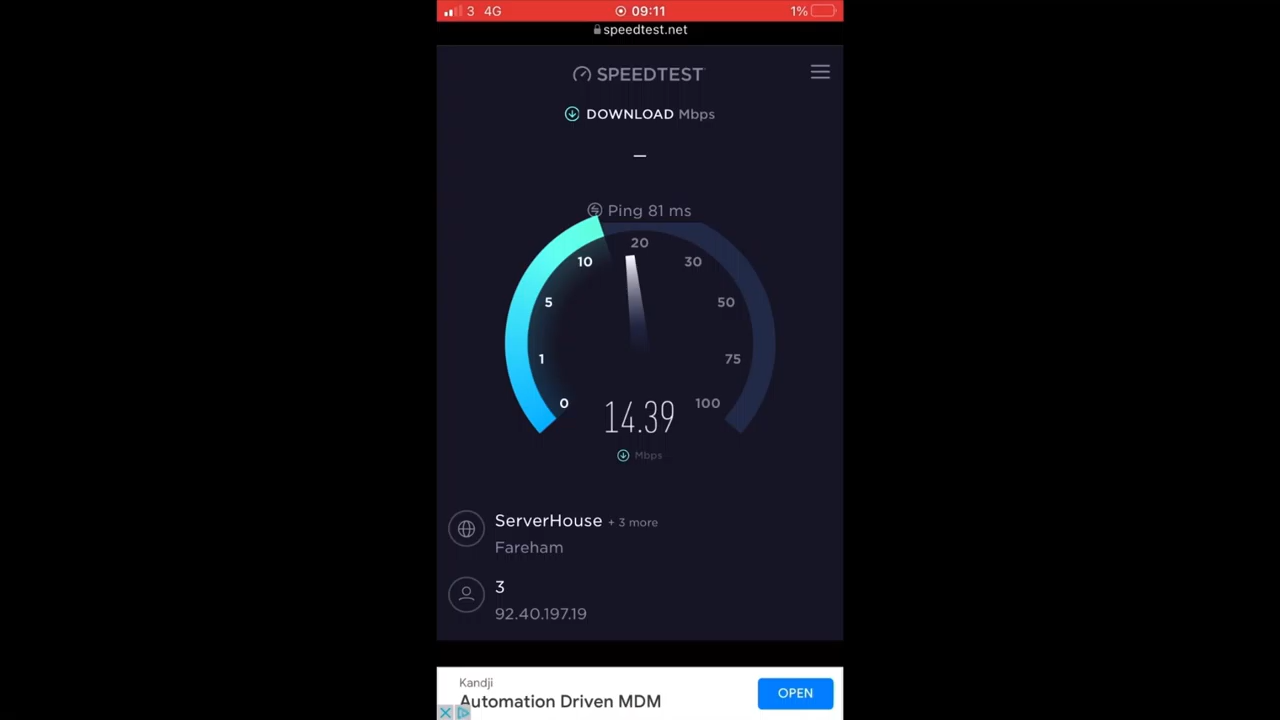 3 4G 09:11 1%
speedtest.net
SPEEDTEST
DOWNLOAD Mbps
—
Ping 81 ms
20
10 30
5 50
1 75
0 100
14.39
Mbps
ServerHouse + 3 more
Fareham
3
92.40.197.19
Kandji
Automation Driven MDM
OPEN